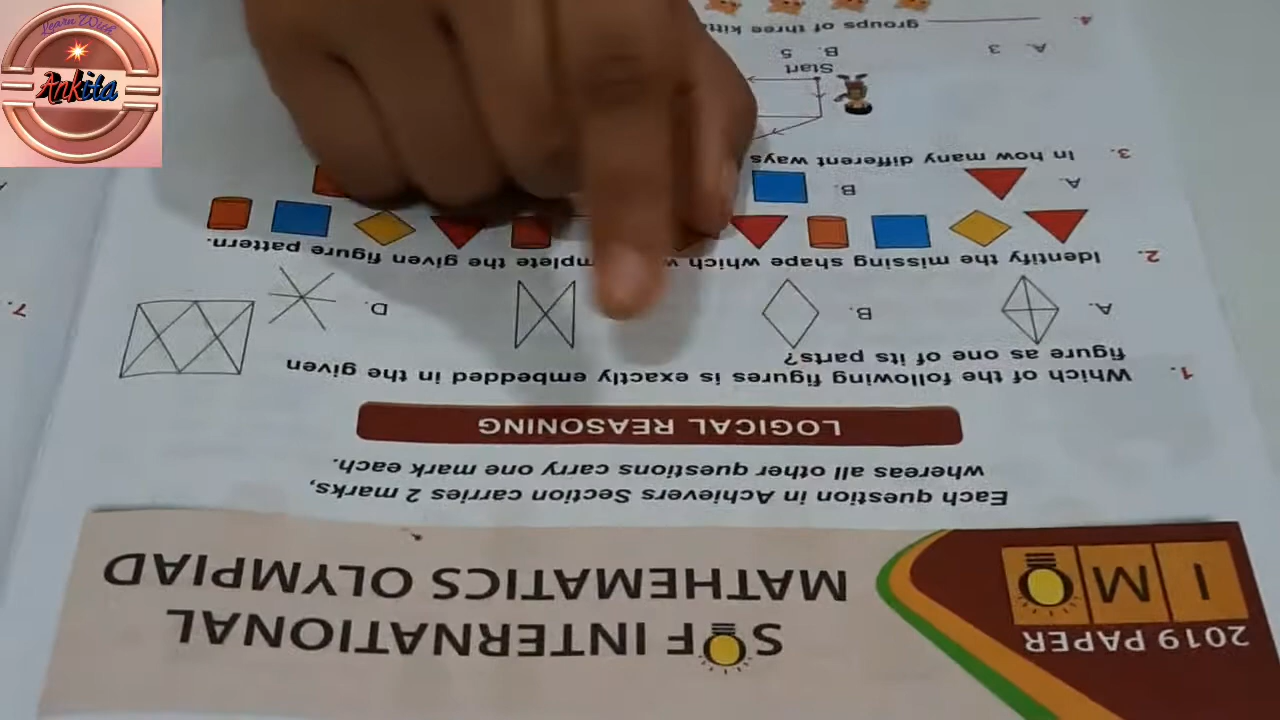 Learn With
Ankita
2019 PAPER
I M O
SOF INTERNATIONAL
MATHEMATICS OLYMPIAD
Each question in Achievers Section carries 2 marks,
whereas all other questions carry one mark each.
LOGICAL REASONING
1. Which of the following figures is exactly embedded in the given
figure as one of its parts?
A. B. D.
2. Identify the missing shape which the given figure pattern.
A. B.
3. In how many different ways
Start
A. 3 B. 5
4. groups of three
7.